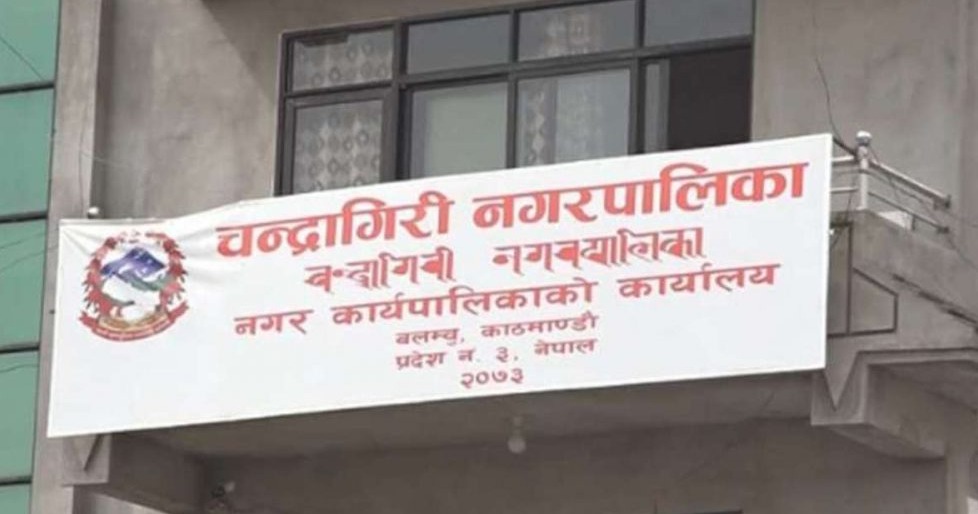 चन्द्रागिरी नगरपालिका
नगर कार्यपालिकाको कार्यालय
बलम्बु, काठमाण्डौ
प्रदेश न. ३, नेपाल
२०७३